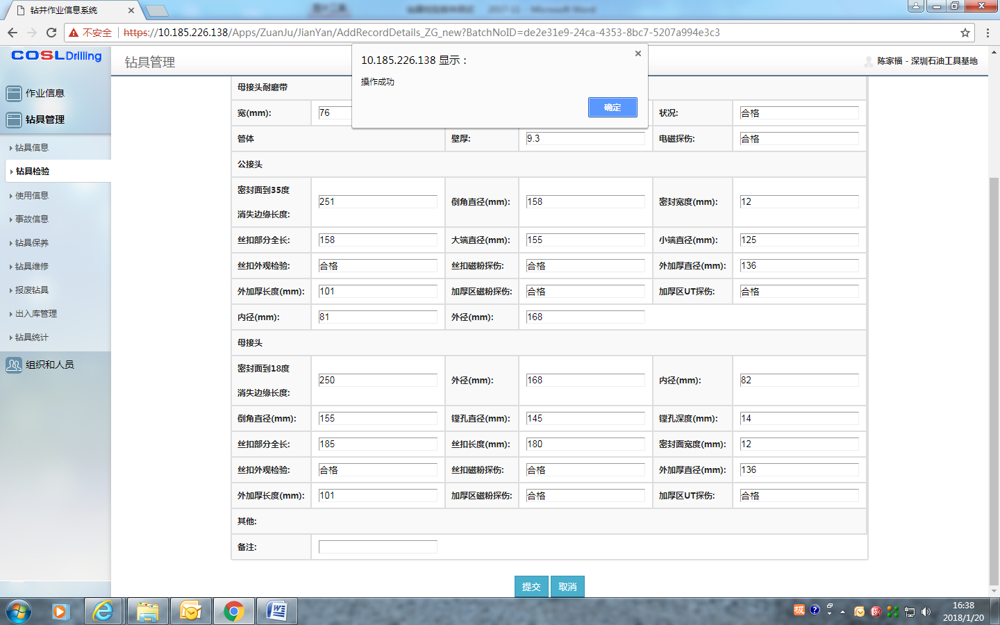 钻井作业信息系统
不安全 https://10.185.226.138/Apps/ZuanJu/JianYan/AddRecordDetails_ZG_new?BatchNoID=de2e31e9-24ca-4353-8bc7-5207a994e3c3
COSL Drilling
钻具管理
陈家福 - 深圳石油工具基地
10.185.226.138 显示：
操作成功
确定
作业信息
钻具管理
钻具信息
钻具检验
使用信息
事故信息
钻具保养
钻具维修
报废钻具
出入库管理
钻具统计
组织和人员
母接头耐磨带
宽(mm): 76 状况: 合格
管体 壁厚: 9.3 电磁探伤: 合格
公接头
密封面到35度
消失边缘长度: 251 倒角直径(mm): 158 密封宽度(mm): 12
丝扣部分全长: 158 大端直径(mm): 155 小端直径(mm): 125
丝扣外观检验: 合格 丝扣磁粉探伤: 合格 外加厚直径(mm): 136
外加厚长度(mm): 101 加厚区磁粉探伤: 合格 加厚区UT探伤: 合格
内径(mm): 81 外径(mm): 168
母接头
密封面到18度
消失边缘长度: 250 外径(mm): 168 内径(mm): 82
倒角直径(mm): 155 镗孔直径(mm): 145 镗孔深度(mm): 14
丝扣部分全长: 185 丝扣长度(mm): 180 密封面宽度(mm): 12
丝扣外观检验: 合格 丝扣磁粉探伤: 合格 外加厚直径(mm): 136
外加厚长度(mm): 101 加厚区磁粉探伤: 合格 加厚区UT探伤: 合格
其他:
备注:
提交 取消
16:38
2018/1/20